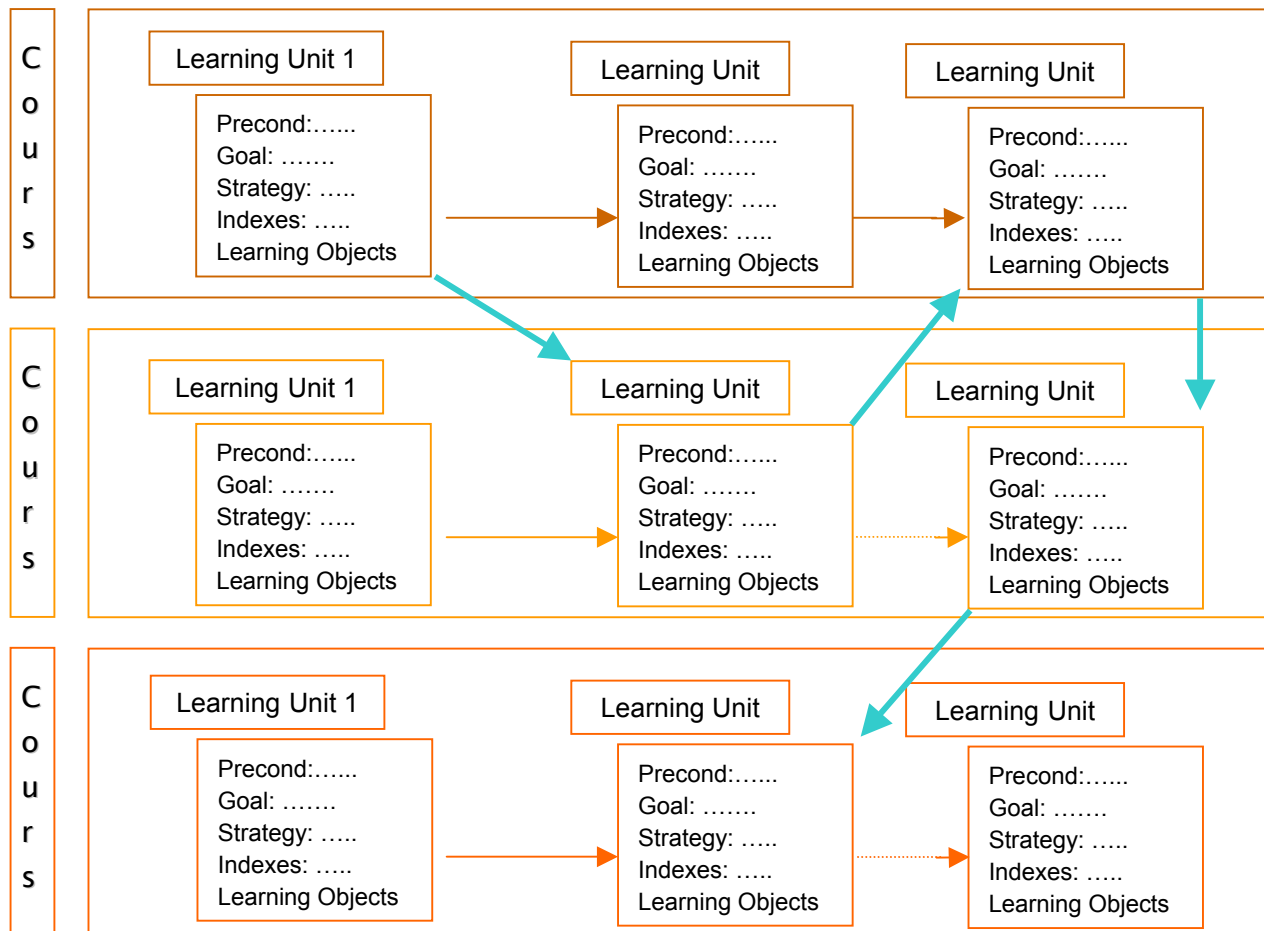 Cours
Learning Unit 1
Precond:…...
Goal: …….
Strategy: …..
Indexes: …..
Learning Objects
Learning Unit
Precond:…...
Goal: …….
Strategy: …..
Indexes: …..
Learning Objects
Learning Unit
Precond:…...
Goal: …….
Strategy: …..
Indexes: …..
Learning Objects
Cours
Learning Unit 1
Precond:…...
Goal: …….
Strategy: …..
Indexes: …..
Learning Objects
Learning Unit
Precond:…...
Goal: …….
Strategy: …..
Indexes: …..
Learning Objects
Learning Unit
Precond:…...
Goal: …….
Strategy: …..
Indexes: …..
Learning Objects
Cours
Learning Unit 1
Precond:…...
Goal: …….
Strategy: …..
Indexes: …..
Learning Objects
Learning Unit
Precond:…...
Goal: …….
Strategy: …..
Indexes: …..
Learning Objects
Learning Unit
Precond:…...
Goal: …….
Strategy: …..
Indexes: …..
Learning Objects